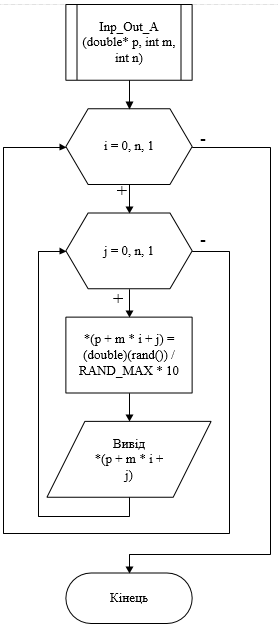 Inp_Out_A
(double* p, int m,
int n)
i = 0, n, 1
-
+
j = 0, n, 1
-
+
*(p + m * i + j) =
(double)(rand()) /
RAND_MAX * 10
Вивід
*(p + m * i +
j)
Кінець